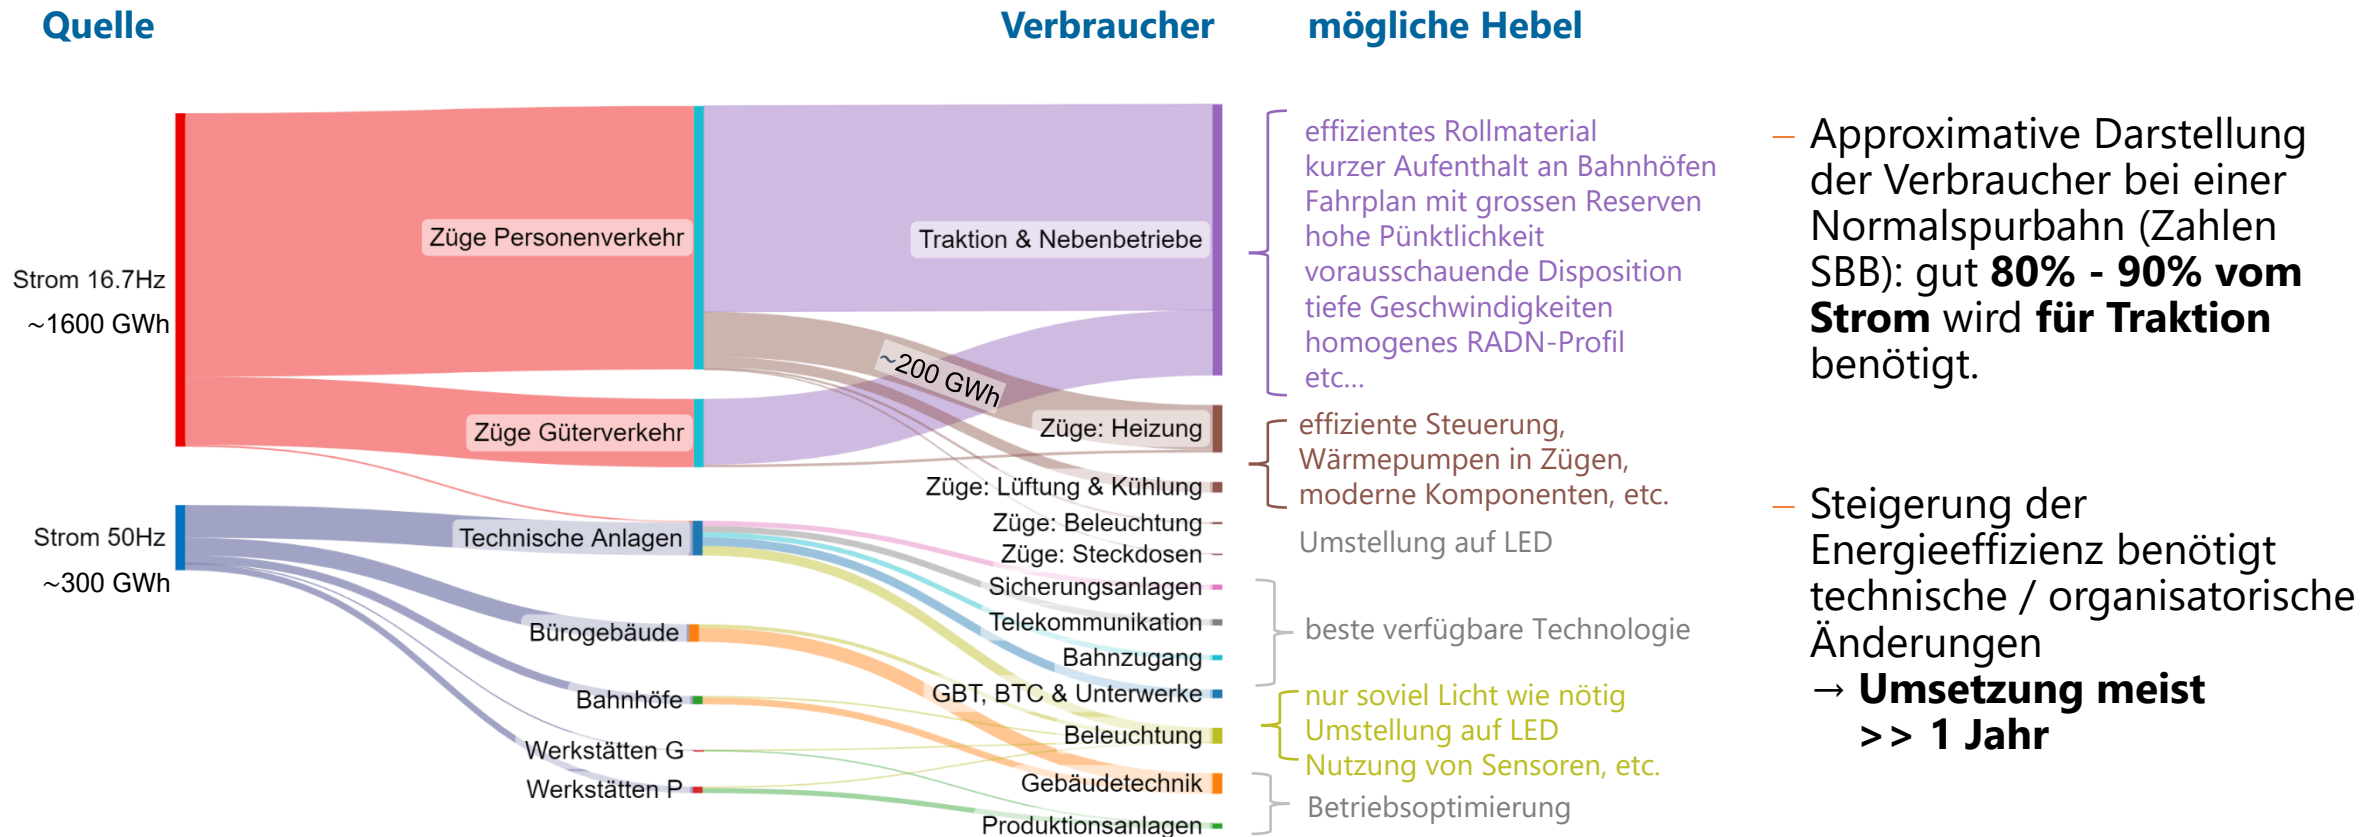 Quelle
Verbraucher
mögliche Hebel
Strom 16.7Hz
~1600 GWh
Strom 50Hz
~300 GWh
Züge Personenverkehr
Züge Güterverkehr
Technische Anlagen
Bürogebäude
Bahnhöfe
Werkstätten G
Werkstätten P
~200 GWh
Traktion & Nebenbetriebe
Züge: Heizung
Züge: Lüftung & Kühlung
Züge: Beleuchtung
Züge: Steckdosen
Sicherungsanlagen
Telekommunikation
Bahnzugang
GBT, BTC & Unterwerke
Beleuchtung
Gebäudetechnik
Produktionsanlagen
effizientes Rollmaterial
kurzer Aufenthalt an Bahnhöfen
Fahrplan mit grossen Reserven
hohe Pünktlichkeit
vorausschauende Disposition
tiefe Geschwindigkeiten
homogenes RADN-Profil
etc...
effiziente Steuerung,
Wärmepumpen in Zügen,
moderne Komponenten, etc.
Umstellung auf LED
beste verfügbare Technologie
nur soviel Licht wie nötig
Umstellung auf LED
Nutzung von Sensoren, etc.
Betriebsoptimierung
– Approximative Darstellung
der Verbraucher bei einer
Normalspurbahn (Zahlen
SBB): gut 80% - 90% vom
Strom wird für Traktion
benötigt.
– Steigerung der
Energieeffizienz benötigt
technische / organisatorische
Änderungen
→ Umsetzung meist
>> 1 Jahr